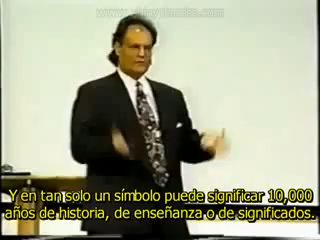 Y en tan solo un símbolo puede significar 10,000
años de historia, de enseñanza o de significados.